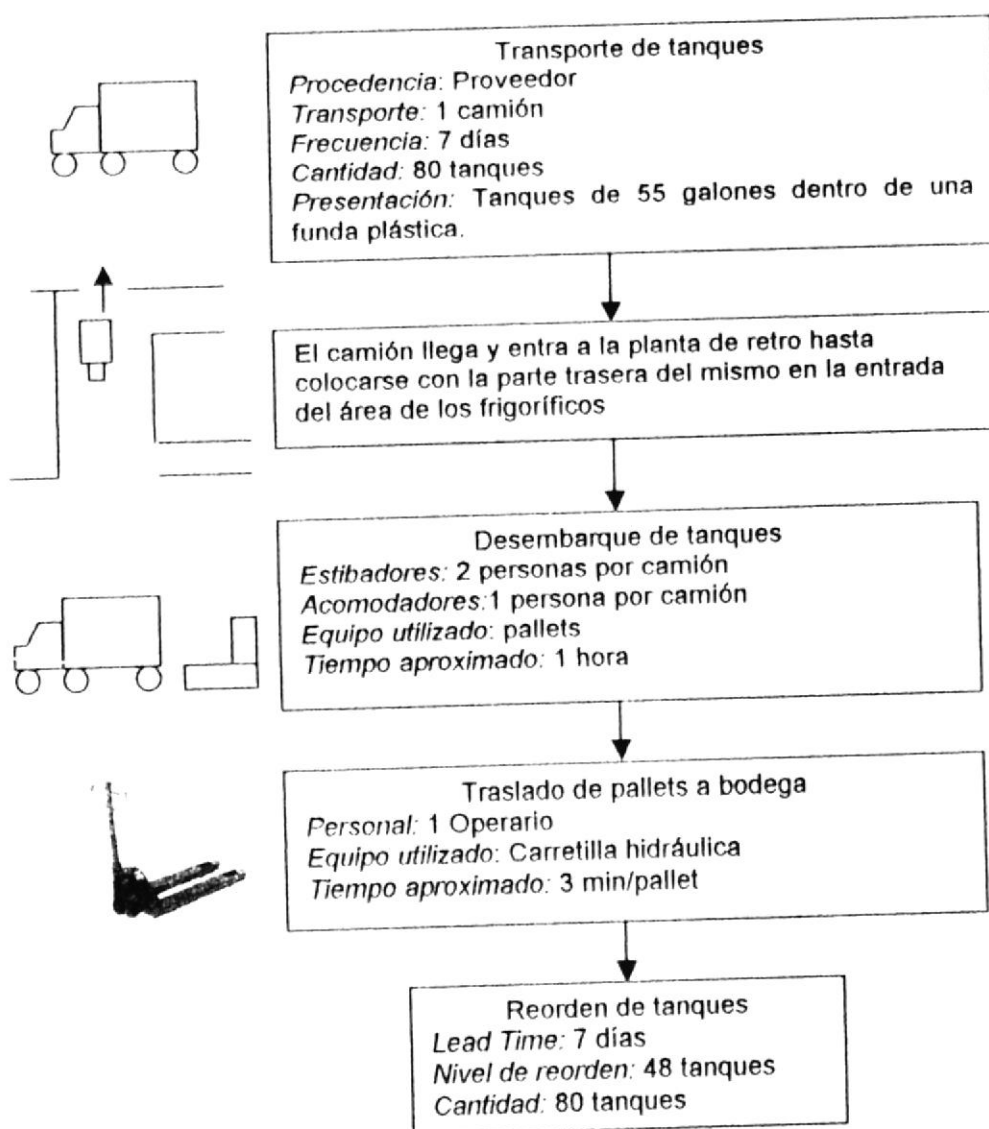 Transporte de tanques
Procedencia: Proveedor
Transporte: 1 camión
Frecuencia: 7 días
Cantidad: 80 tanques
Presentación: Tanques de 55 galones dentro de una
funda plástica.
El camión llega y entra a la planta de retro hasta
colocarse con la parte trasera del mismo en la entrada
del área de los frigoríficos
Desembarque de tanques
Estibadores: 2 personas por camión
Acomodadores:1 persona por camión
Equipo utilizado: pallets
Tiempo aproximado: 1 hora
Traslado de pallets a bodega
Personal: 1 Operario
Equipo utilizado: Carretilla hidráulica
Tiempo aproximado: 3 min/pallet
Reorden de tanques
Lead Time: 7 días
Nivel de reorden: 48 tanques
Cantidad: 80 tanques